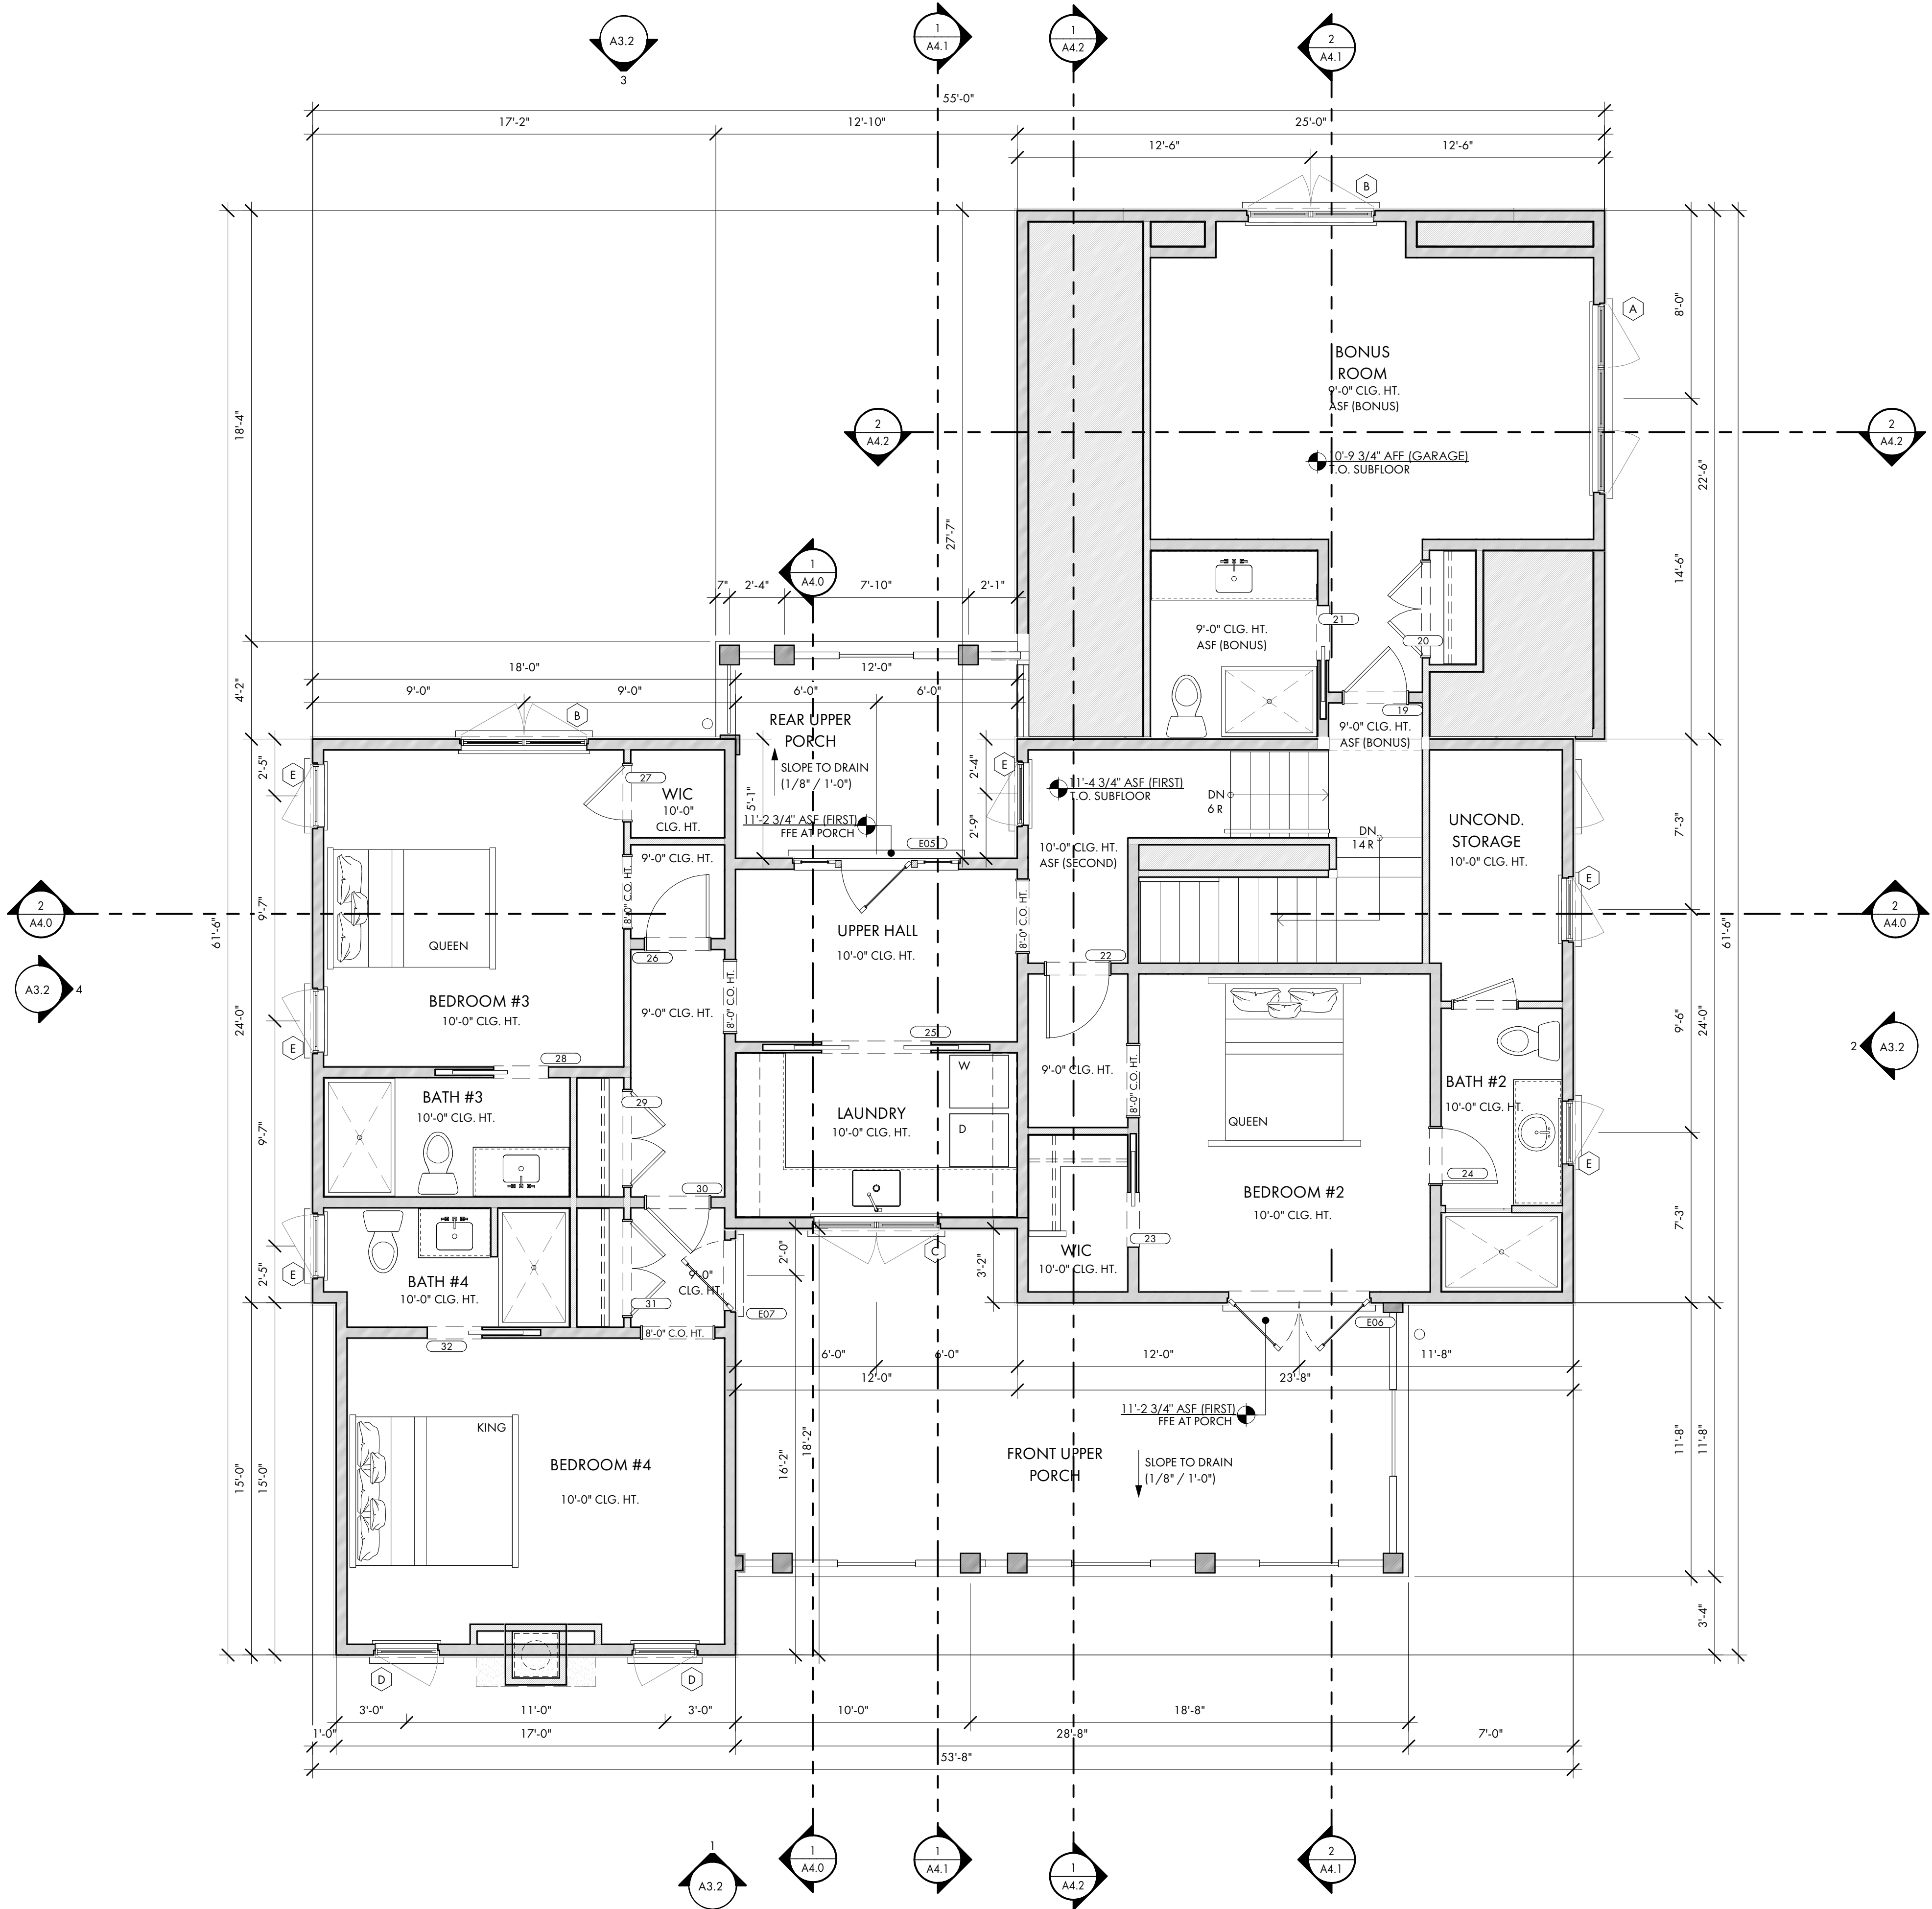 A3.2
3
1
A4.1
1
A4.2
2
A4.1
55'-0"
17'-2"
12'-10"
25'-0"
12'-6"
12'-6"
B
A
8'-0"
BONUS
ROOM
9'-0" CLG. HT.
ASF (BONUS)
18'-4"
2
A4.2
2
A4.2
10'-9 3/4" AFF (GARAGE)
T.O. SUBFLOOR
22'-6"
27'-7"
14'-6"
1
A4.0
7"
2'-4"
7'-10"
2'-1"
21
20
9'-0" CLG. HT.
ASF (BONUS)
18'-0"
12'-0"
9'-0"
9'-0"
6'-0"
6'-0"
4'-2"
B
19
REAR UPPER
PORCH
9'-0" CLG. HT.
ASF (BONUS)
SLOPE TO DRAIN
(1/8" / 1'-0")
2'-5"
E
27
WIC
10'-0"
CLG. HT.
5'-1"
2'-4"
E
11'-4 3/4" ASF (FIRST)
T.O. SUBFLOOR
DN
6 R
11'-2 3/4" ASF (FIRST)
FFE AT PORCH
2'-9"
DN
14 R
UNCOND.
STORAGE
10'-0" CLG. HT.
7'-3"
E05
9'-0" CLG. HT.
10'-0" CLG. HT.
ASF (SECOND)
8'-0" C.O. HT.
E
2
A4.0
61'-6"
9'-7"
QUEEN
UPPER HALL
10'-0" CLG. HT.
8'-0" C.O. HT.
2
A4.0
61'-6"
26
22
A3.2
4
BEDROOM #3
10'-0" CLG. HT.
9'-0" CLG. HT.
8'-0" C.O. HT.
24'-0"
E
28
25
9'-6"
24'-0"
2
A3.2
W
9'-0" CLG. HT.
8'-0" C.O. HT.
BATH #2
10'-0" CLG. HT.
BATH #3
10'-0" CLG. HT.
29
LAUNDRY
10'-0" CLG. HT.
D
QUEEN
9'-7"
24
E
30
BEDROOM #2
10'-0" CLG. HT.
7'-3"
23
WIC
10'-0" CLG. HT.
C
2'-0"
3'-2"
2'-5"
E
BATH #4
10'-0" CLG. HT.
9'-0"
CLG. HT.
31
E07
E06
8'-0" C.O. HT.
32
6'-0"
6'-0"
12'-0"
11'-8"
12'-0"
23'-8"
KING
11'-2 3/4" ASF (FIRST)
FFE AT PORCH
15'-0"
15'-0"
16'-2"
18'-2"
FRONT UPPER
PORCH
SLOPE TO DRAIN
(1/8" / 1'-0")
11'-8"
11'-8"
BEDROOM #4
10'-0" CLG. HT.
3'-4"
D
D
3'-0"
11'-0"
3'-0"
10'-0"
18'-8"
1'-0"
17'-0"
28'-8"
7'-0"
53'-8"
1
A3.2
1
A4.0
1
A4.1
1
A4.2
2
A4.1